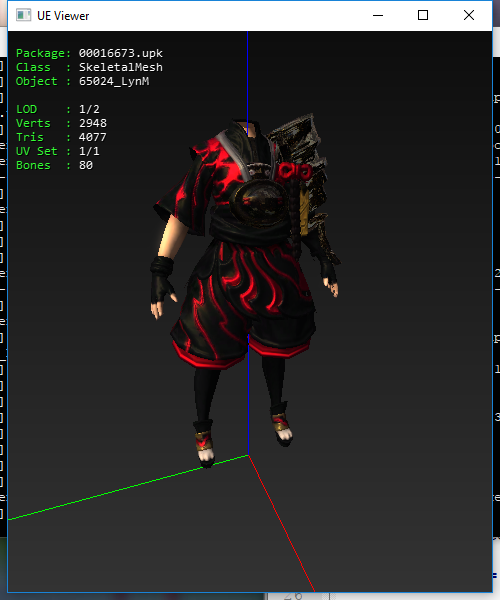 UE Viewer
Package: 00016673.upk
Class : SkeletalMesh
Object : 65024_LynM
LOD : 1/2
Verts : 2948
Tris : 4077
UV Set : 1/1
Bones : 80
26